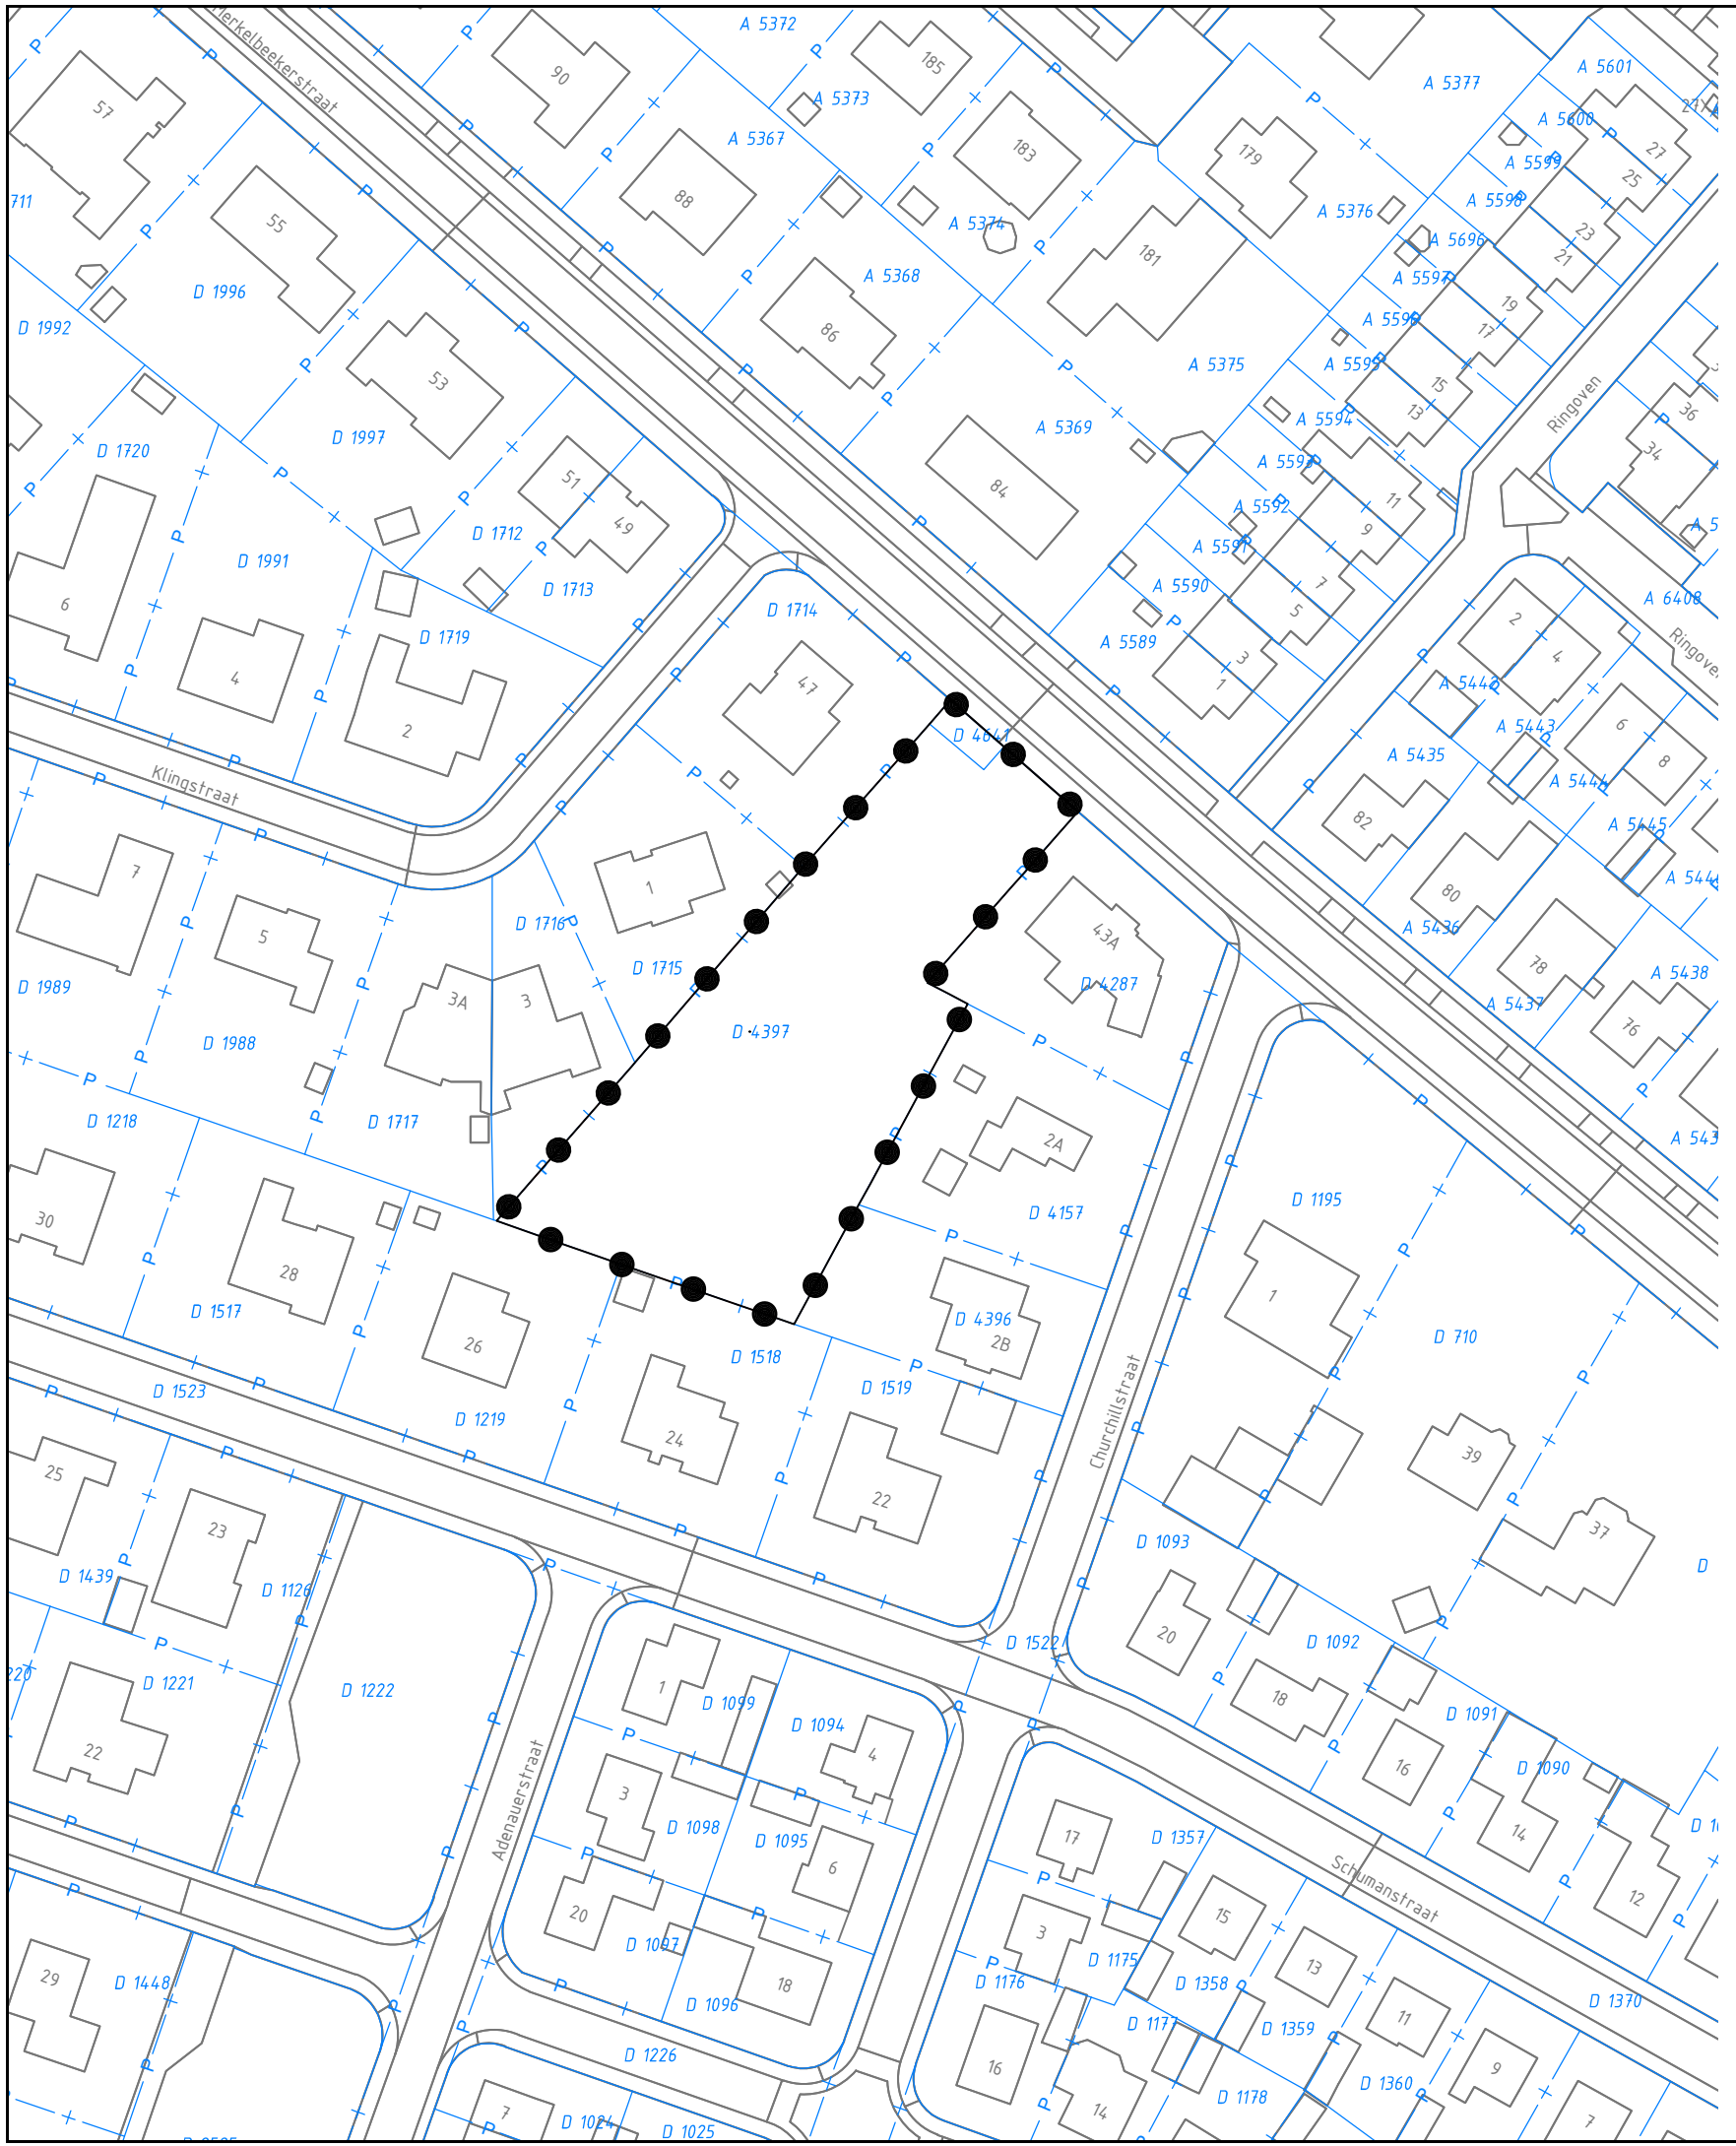 Merkelbeekerstraat
A 5372
185
A 5377
A 5601
90
A 5373
57
A 5367
A 5600
27
183
179
A 5599
25
88
A 5598
711
55
A 5374
A 5376
23
A 5696
21
181
A 5368
A 5597
D 1996
19
D 1992
86
A 5596
17
A 5375
A 5595
53
15
Ringoven
13
36
A 5369
A 5594
D 1997
D 1720
34
A 5593
51
84
11
A 5592
49
9
D 1712
A 5591
D 1991
7
A 5590
D 1713
5
6
D 1714
A 6408
2
D 1719
A 5589
3
4
4
47
1
A 5442
2
6
A 5443
D 4641
8
A 5435
Klingstraat
A 5444
82
A 5445
7
1
80
D 1716
43A
A 5436
5
D 1715
78
A 5438
D 4287
D 1989
3A
3
A 5437
D 4397
76
D 1988
D 1218
D 1717
2A
D 1195
D 4157
30
28
D 1517
1
D 4396
26
2B
D 710
D 1518
D 1523
D 1519
Churchillstraat
D 1219
24
39
25
22
37
23
D 1093
D 1439
D 1126
20
D 1522
D 1092
D 1221
D 1222
1
D 1099
18
D 1091
D 1094
22
4
16
D 1090
Adenauerstraat
3
D 1098
17
D 1357
14
D 1095
6
Schumanstraat
12
20
15
3
D 1097
D 1175
13
29
D 1448
D 1176
D 1358
18
D 1096
D 1370
11
D 1177
D 1359
D 1226
16
9
D 1360
D 1178
7
D 1024
D 1025
14
7